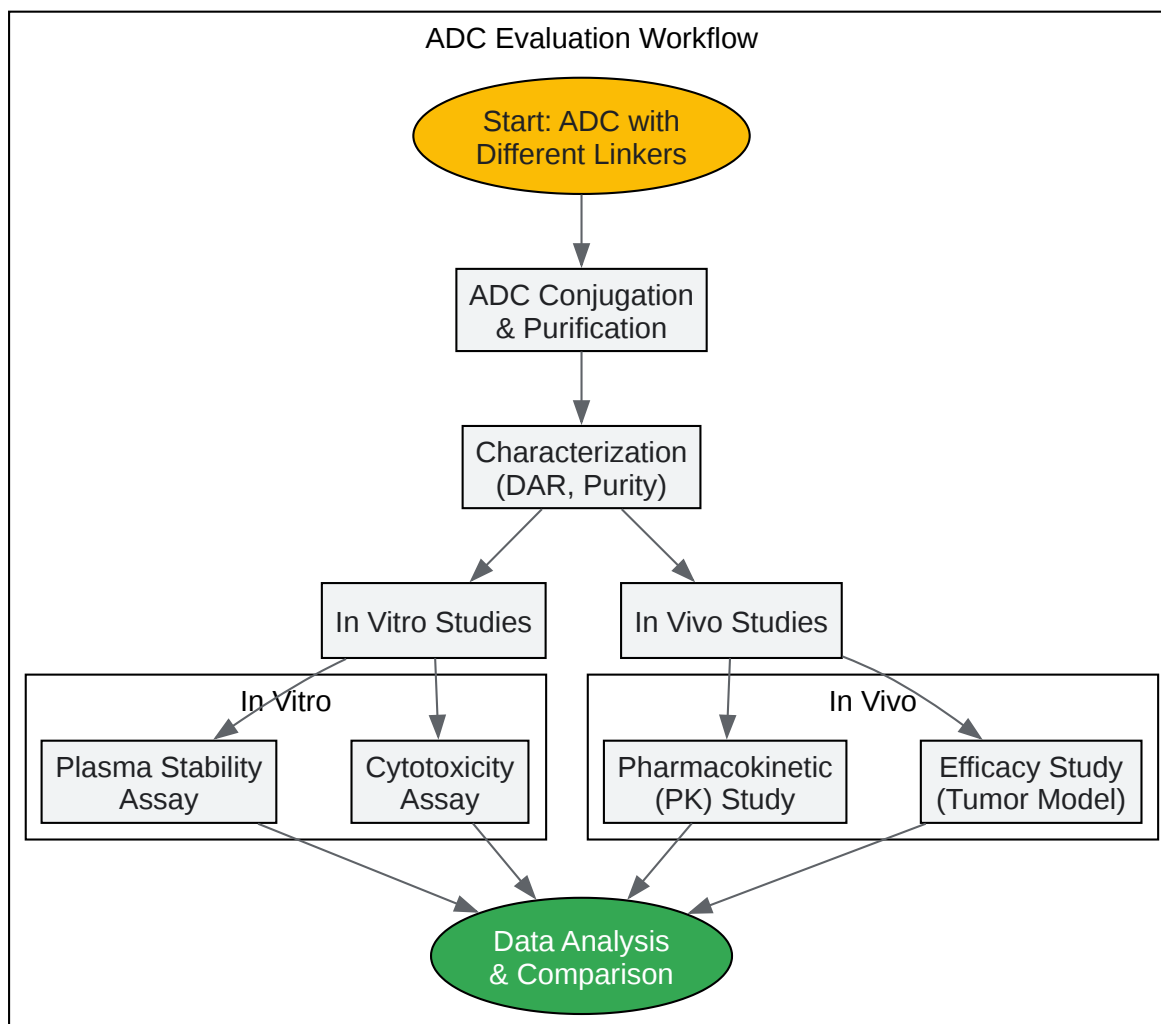 ADC Evaluation Workflow
Start: ADC with
Different Linkers
ADC Conjugation
& Purification
Characterization
(DAR, Purity)
In Vitro Studies
In Vivo Studies
In Vitro
In Vivo
Plasma Stability
Assay
Cytotoxicity
Assay
Pharmacokinetic
(PK) Study
Efficacy Study
(Tumor Model)
Data Analysis
& Comparison